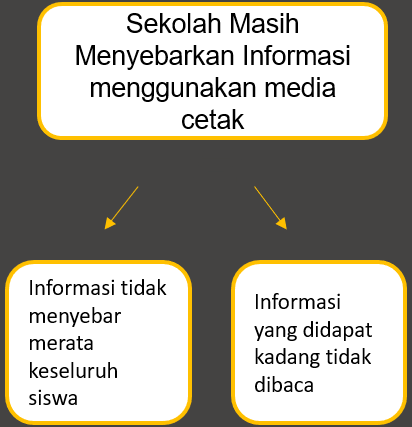 Sekolah Masih
Menyebarkan Informasi
menggunakan media
cetak
Informasi tidak
menyebar
merata
keseluruh
siswa
Informasi
yang didapat
kadang tidak
dibaca